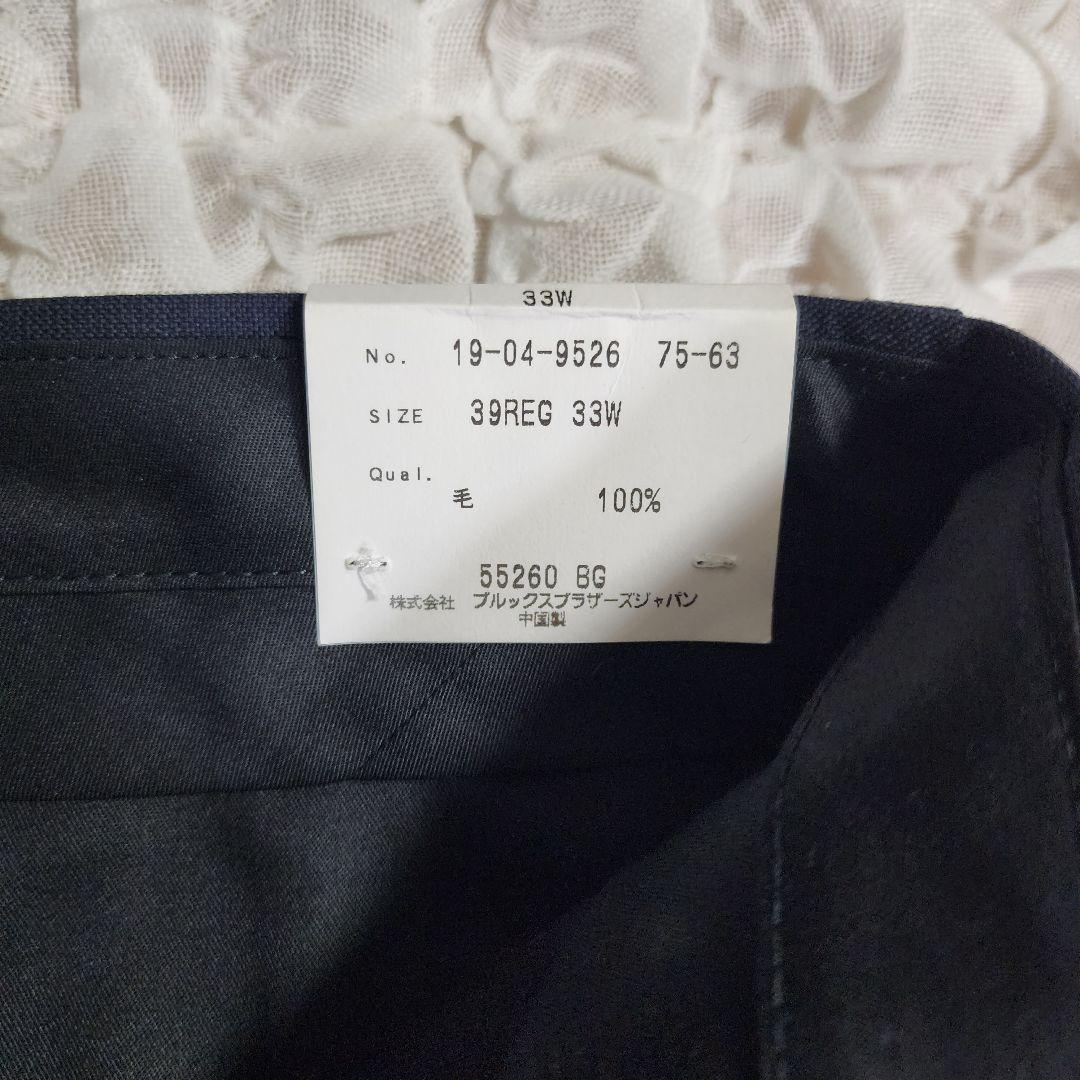 33W
No. 19-04-9526 75-63
SIZE 39REG 33W
Qual.
毛 100%
55260 BG
株式会社 ブルックスブラザーズジャパン
中国製